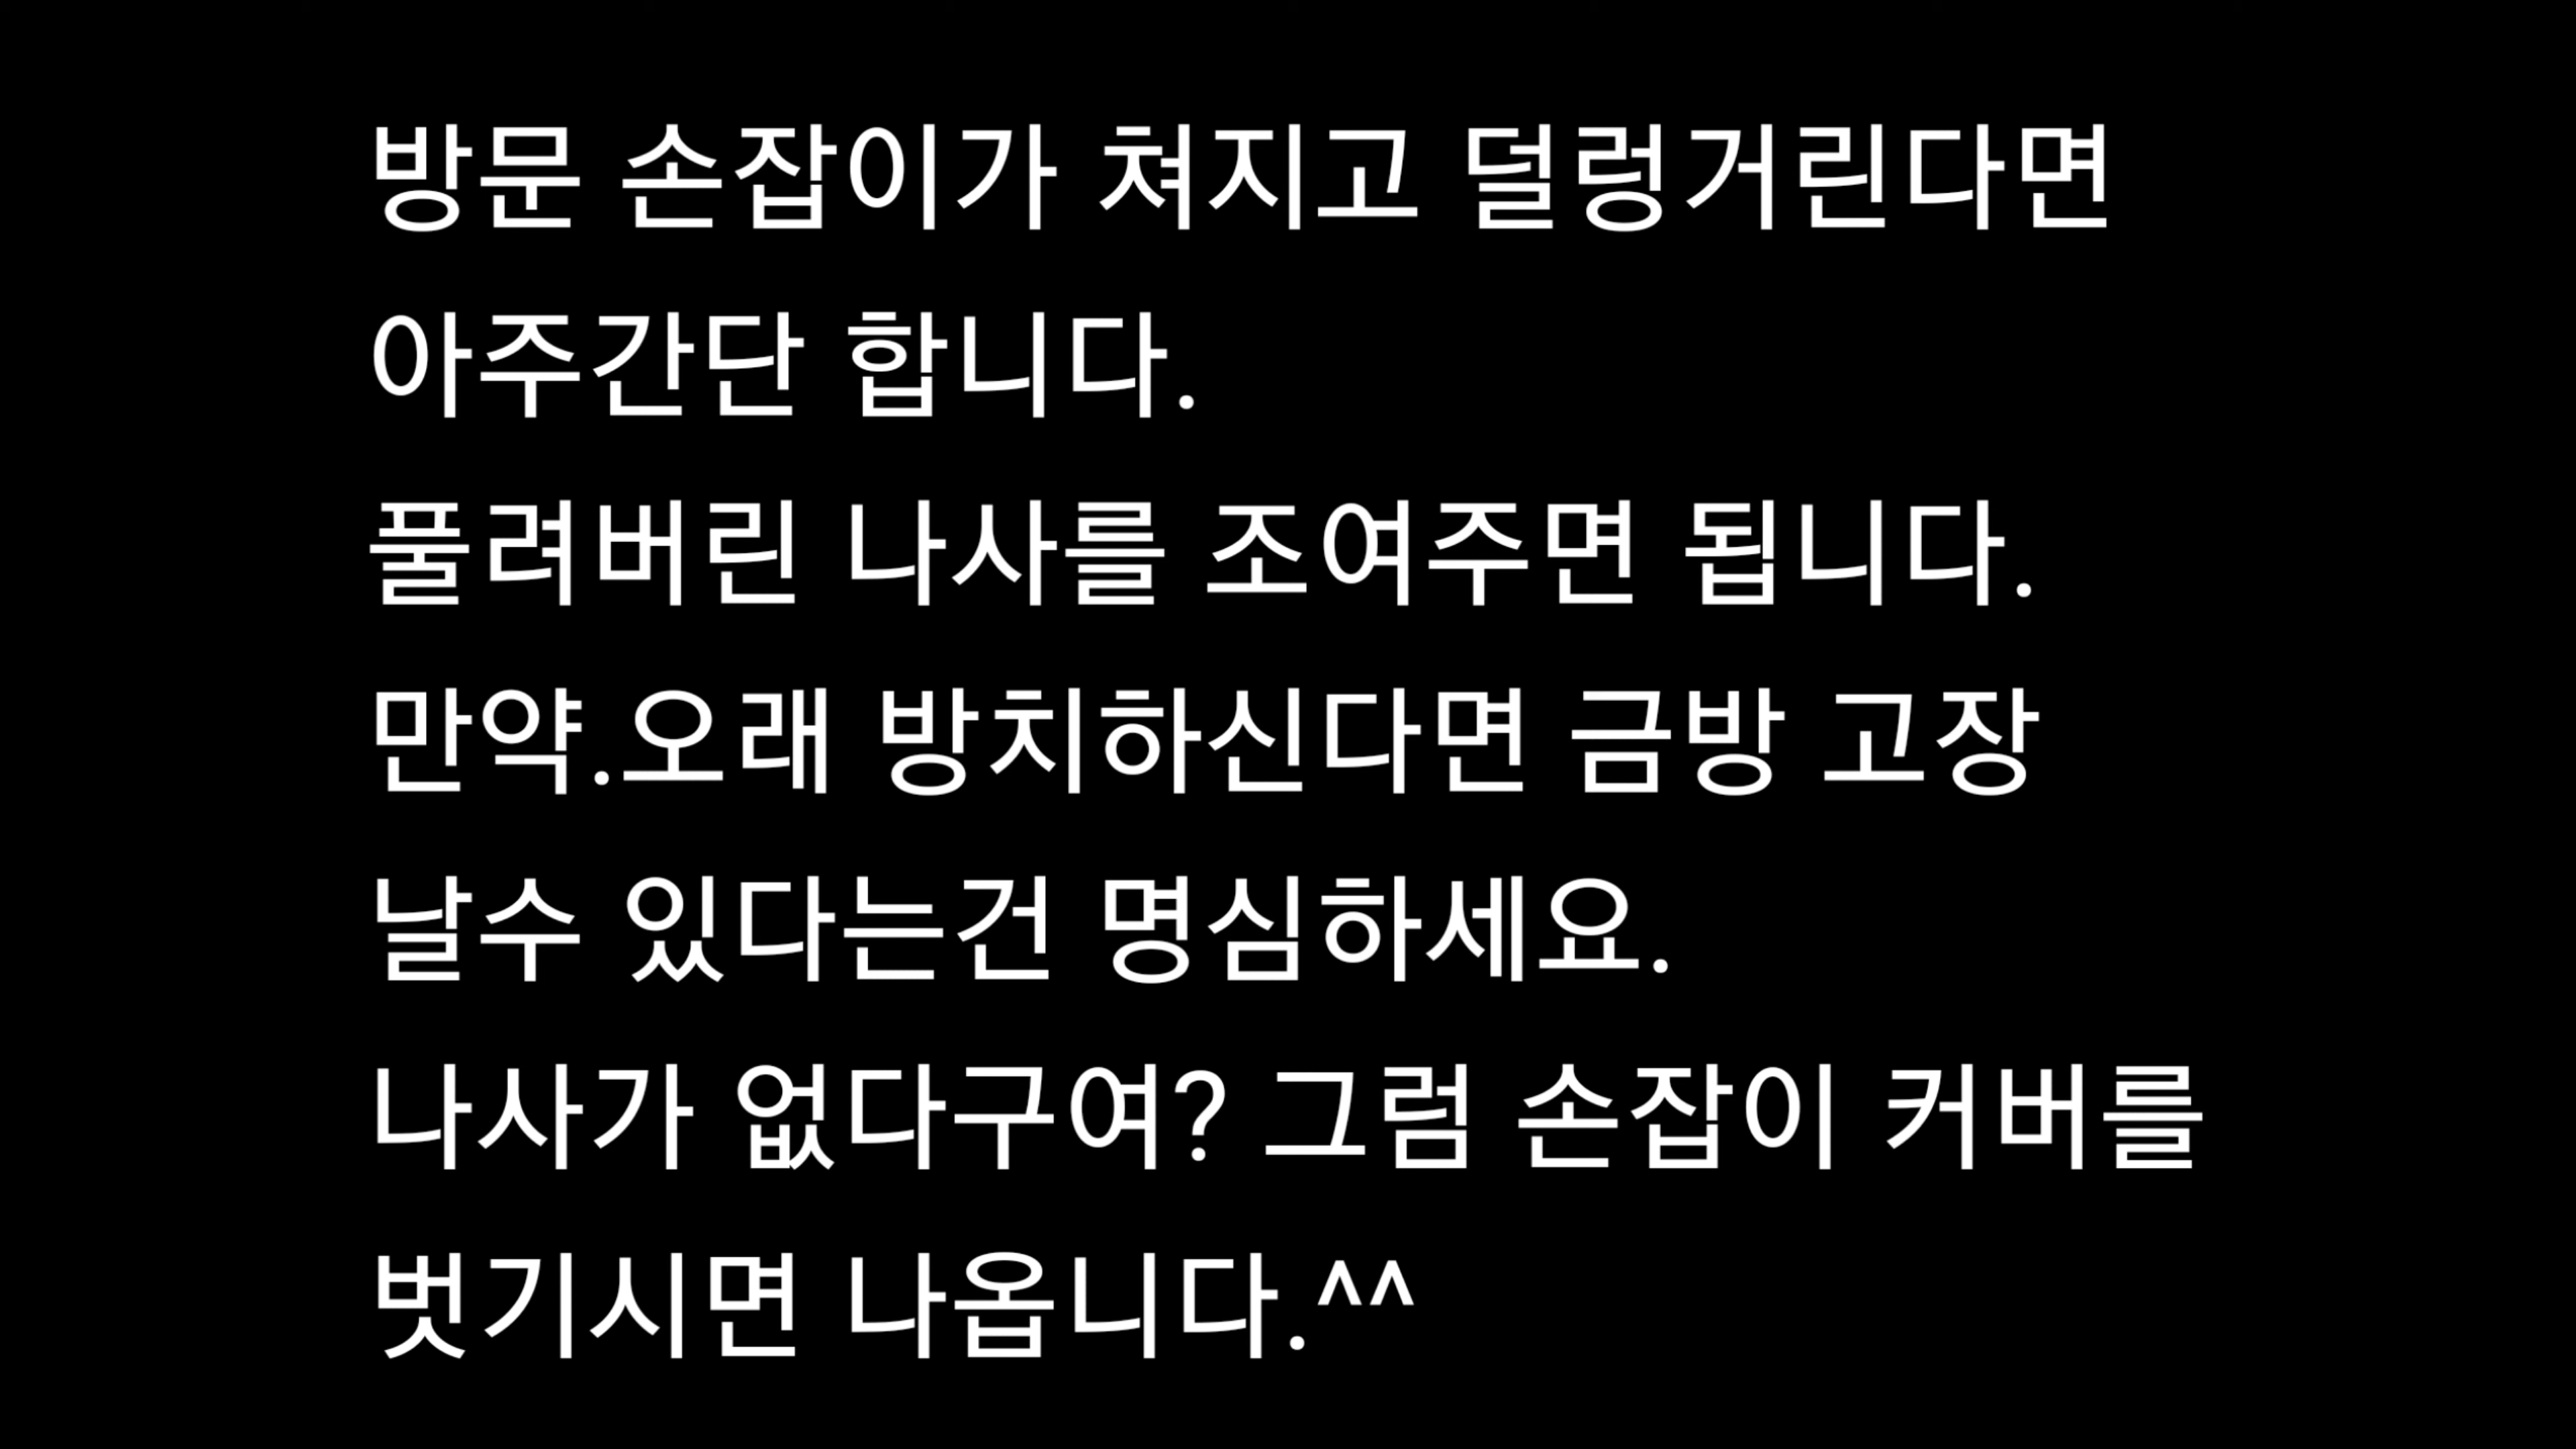 방문 손잡이가 쳐지고 덜렁거린다면
아주간단 합니다.
풀려버린 나사를 조여주면 됩니다.
만약.오래 방치하신다면 금방 고장
날수 있다는건 명심하세요.
나사가 없다구여? 그럼 손잡이 커버를
벗기시면 나옵니다.^^